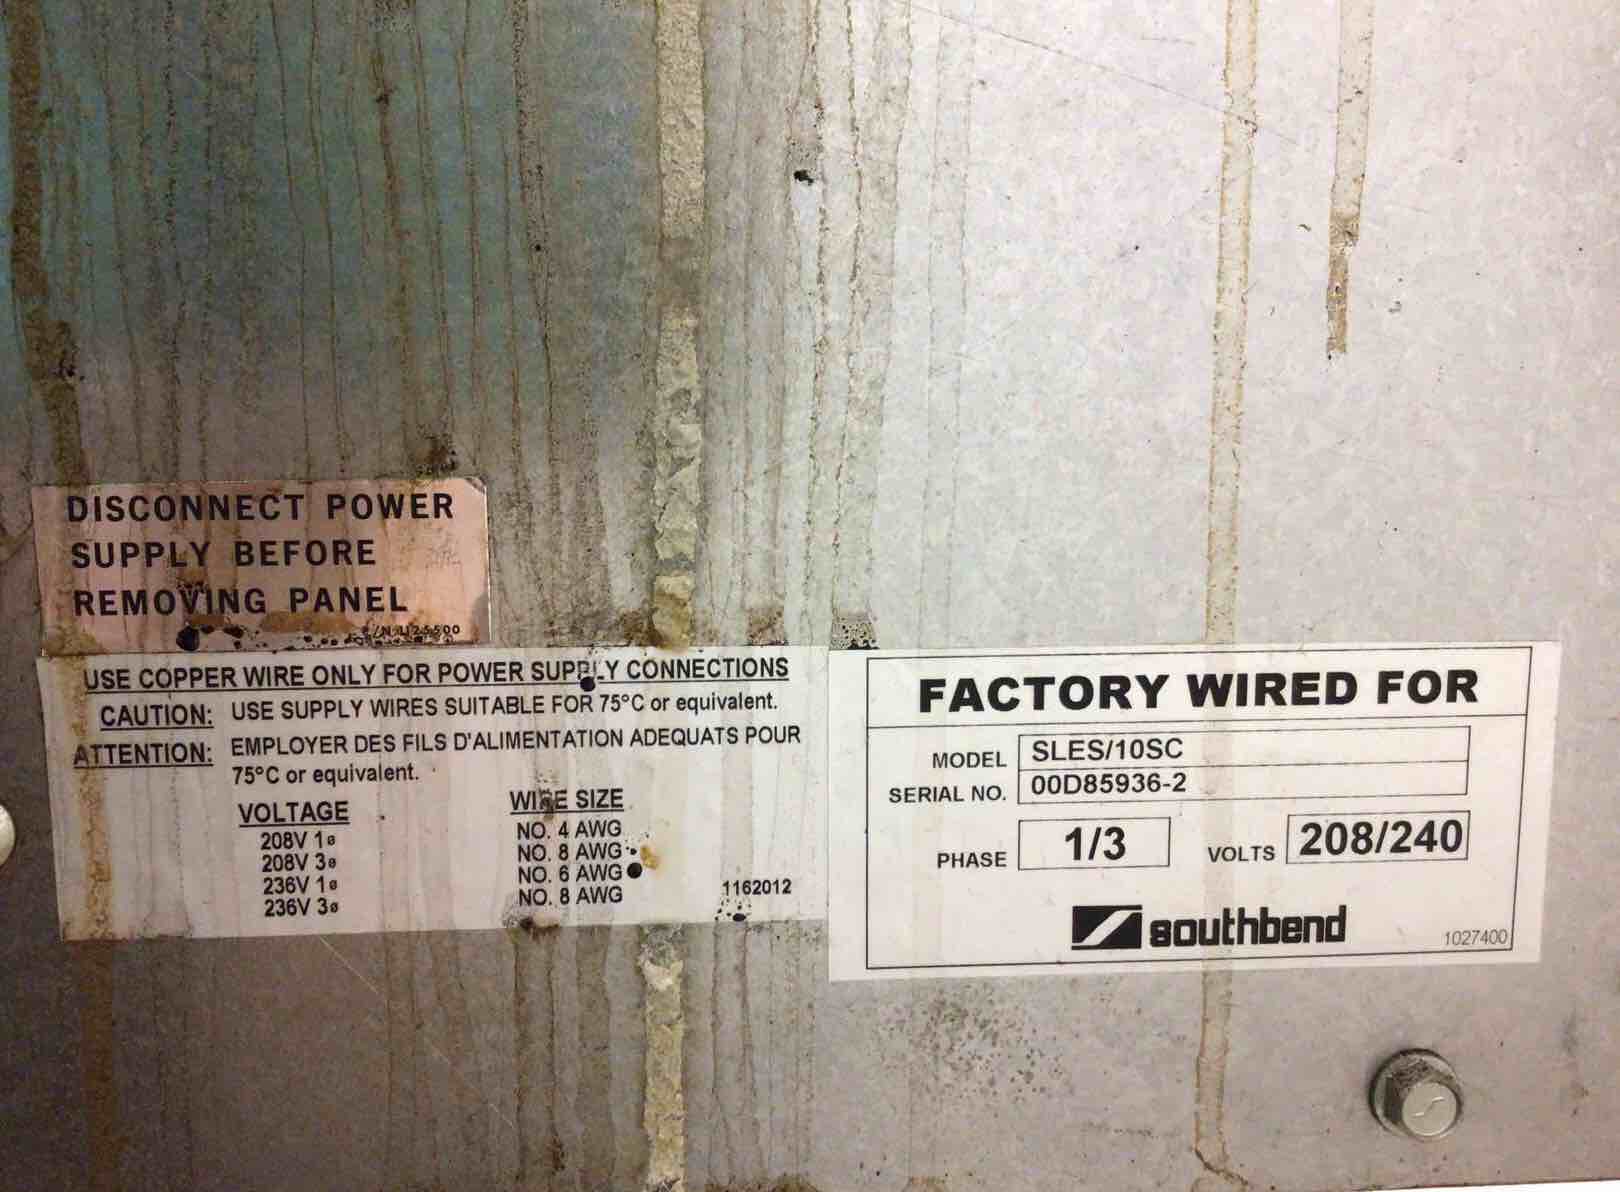 DISCONNECT POWER
SUPPLY BEFORE
REMOVING PANEL
USE COPPER WIRE ONLY FOR POWER SUPPLY CONNECTIONS
CAUTION: USE SUPPLY WIRES SUITABLE FOR 75°C or equivalent.
ATTENTION: EMPLOYER DES FILS D'ALIMENTATION ADEQUATS POUR
75°C or equivalent.
VOLTAGE WIRE SIZE
208V 1ø NO. 4 AWG
208V 3ø NO. 8 AWG
236V 1ø NO. 6 AWG
236V 3ø NO. 8 AWG
1162012
FACTORY WIRED FOR
MODEL SLES/10SC
SERIAL NO. 00D85936-2
PHASE 1/3 VOLTS 208/240
southbend
1027400